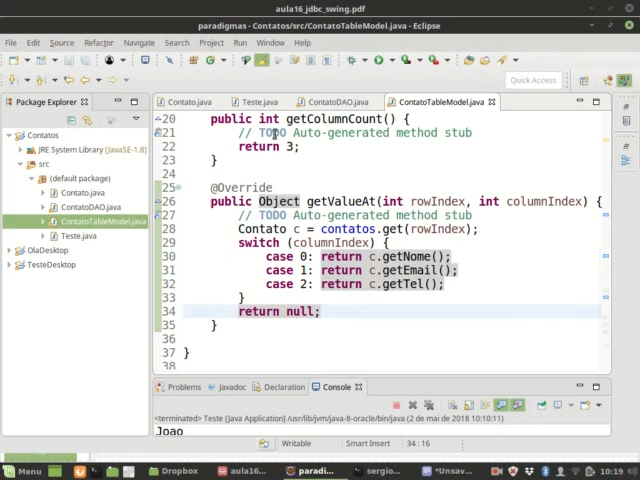 aula16_jdbc_swing.pdf
paradigmas - Contatos/src/ContatoTableModel.java - Eclipse
File Edit Source Refactor Navigate Search Project Run Window Help
Quick Access
Package Explorer
Contatos
JRE System Library [JavaSE-1.8]
src
(default package)
Contato.java
ContatoDAO.java
ContatoTableModel.java
Teste.java
OlaDesktop
TesteDesktop
Contato.java Teste.java ContatoDAO.java ContatoTableModel.java
20 public int getColumnCount() {
21 // TODO Auto-generated method stub
22 return 3;
23 }
24
25 @Override
26 public Object getValueAt(int rowIndex, int columnIndex) {
27 // TODO Auto-generated method stub
28 Contato c = contatos.get(rowIndex);
29 switch (columnIndex) {
30 case 0: return c.getNome();
31 case 1: return c.getEmail();
32 case 2: return c.getTel();
33 }
34 return null;
35 }
36
37 }
38
Problems Javadoc Declaration Console
<terminated> Teste [Java Application] /usr/lib/jvm/java-8-oracle/bin/java (2 de mai de 2018 10:10:11)
Joao
Writable Smart Insert 34 : 16
Menu Dropbox aula16... paradi... sergio... *Unsav... 10:19